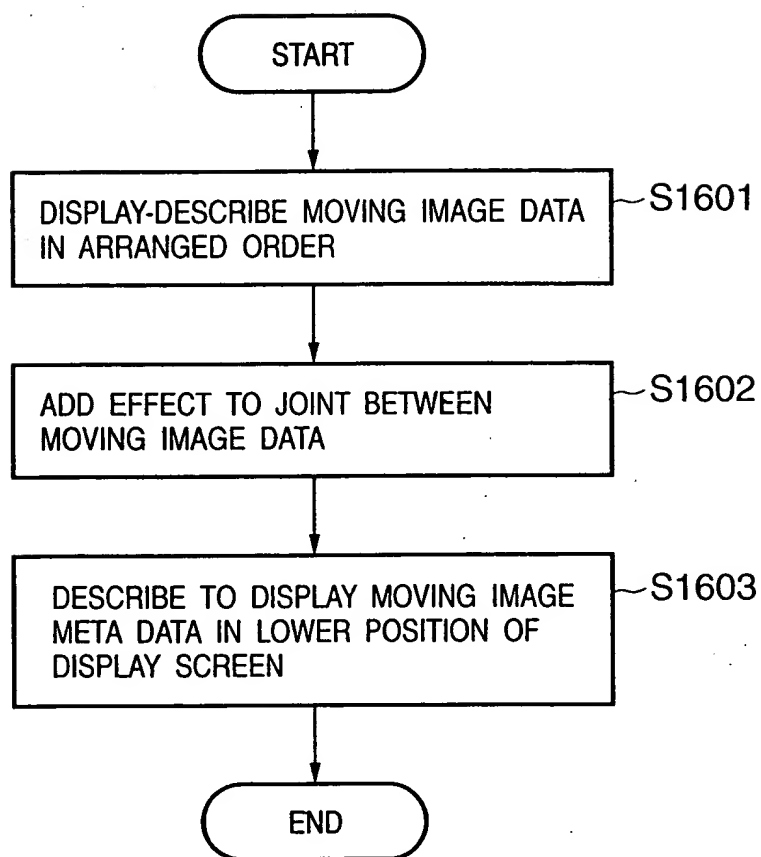 START
DISPLAY-DESCRIBE MOVING IMAGE DATA
IN ARRANGED ORDER
S1601
ADD EFFECT TO JOINT BETWEEN
MOVING IMAGE DATA
S1602
DESCRIBE TO DISPLAY MOVING IMAGE
META DATA IN LOWER POSITION OF
DISPLAY SCREEN
S1603
END